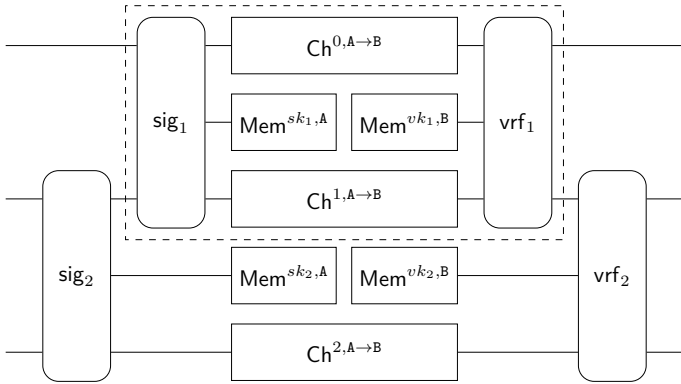 Ch^{0,A→B}
sig_1 Mem^{sk_1,A} Mem^{vk_1,B} vrf_1
Ch^{1,A→B}
sig_2 Mem^{sk_2,A} Mem^{vk_2,B} vrf_2
Ch^{2,A→B}